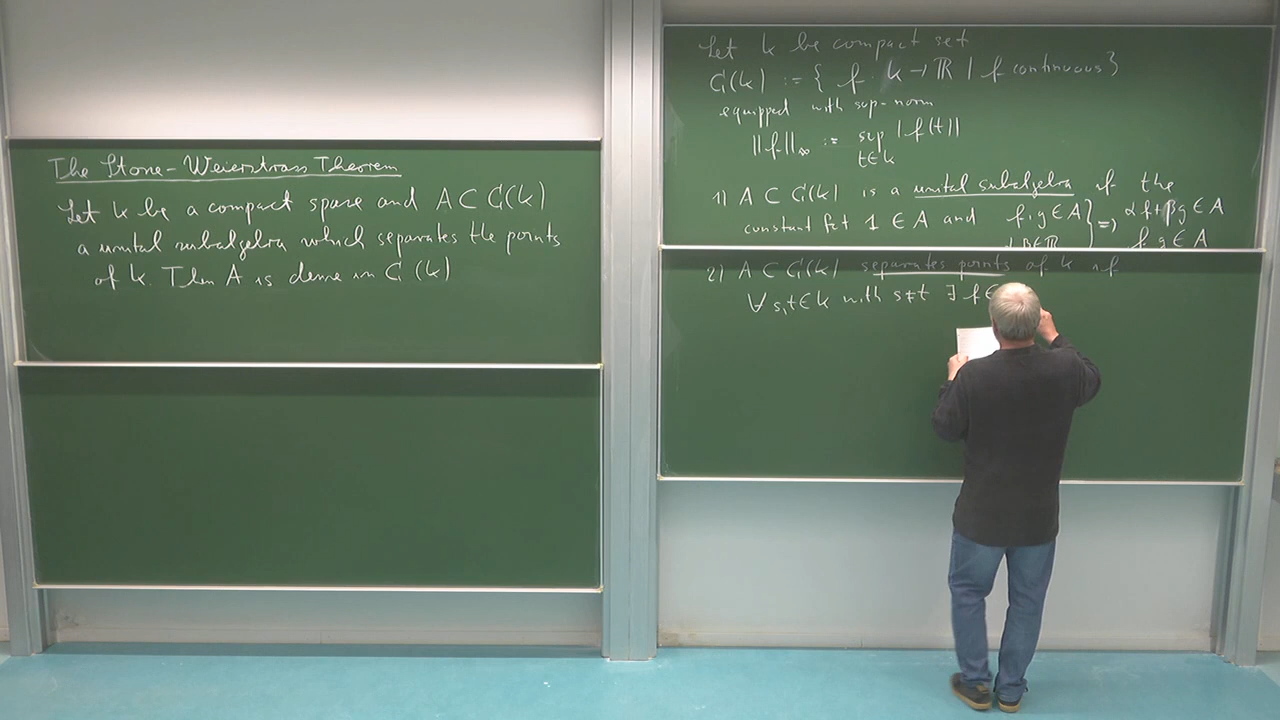 The Stone-Weierstrass Theorem
Let K be a compact space and A ⊂ C(K)
a unital subalgebra which separates the points
of K. Then A is dense in C(K)
Let K be compact set
C(K) := { f: K → ℝ | f continuous }
equipped with sup-norm
‖f‖∞ := sup |f(t)|
t∈K
1) A ⊂ C(K) is a unital subalgebra if the
constant fct 1 ∈ A and f, g ∈ A } => αf + βg ∈ A
α, β ∈ ℝ f·g ∈ A
2) A ⊂ C(K) separates points of K if
∀ s,t ∈ K with s ≠ t ∃ f ∈